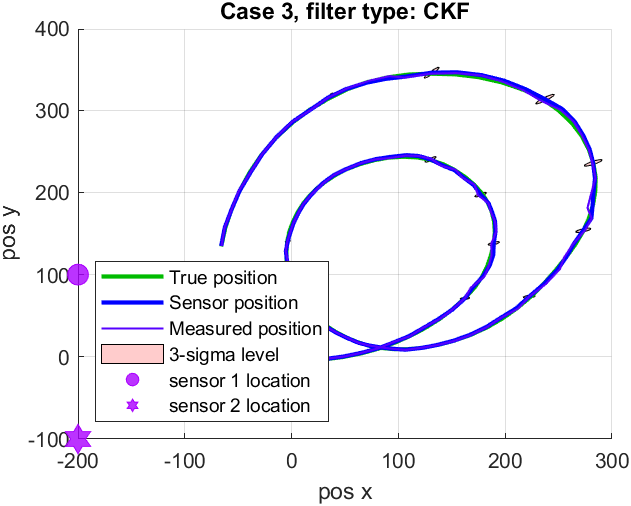 Case 3, filter type: CKF
400
300
200
100
0
-100
pos y
True position
Sensor position
Measured position
3-sigma level
sensor 1 location
sensor 2 location
-200
-100
0
100
200
300
pos x